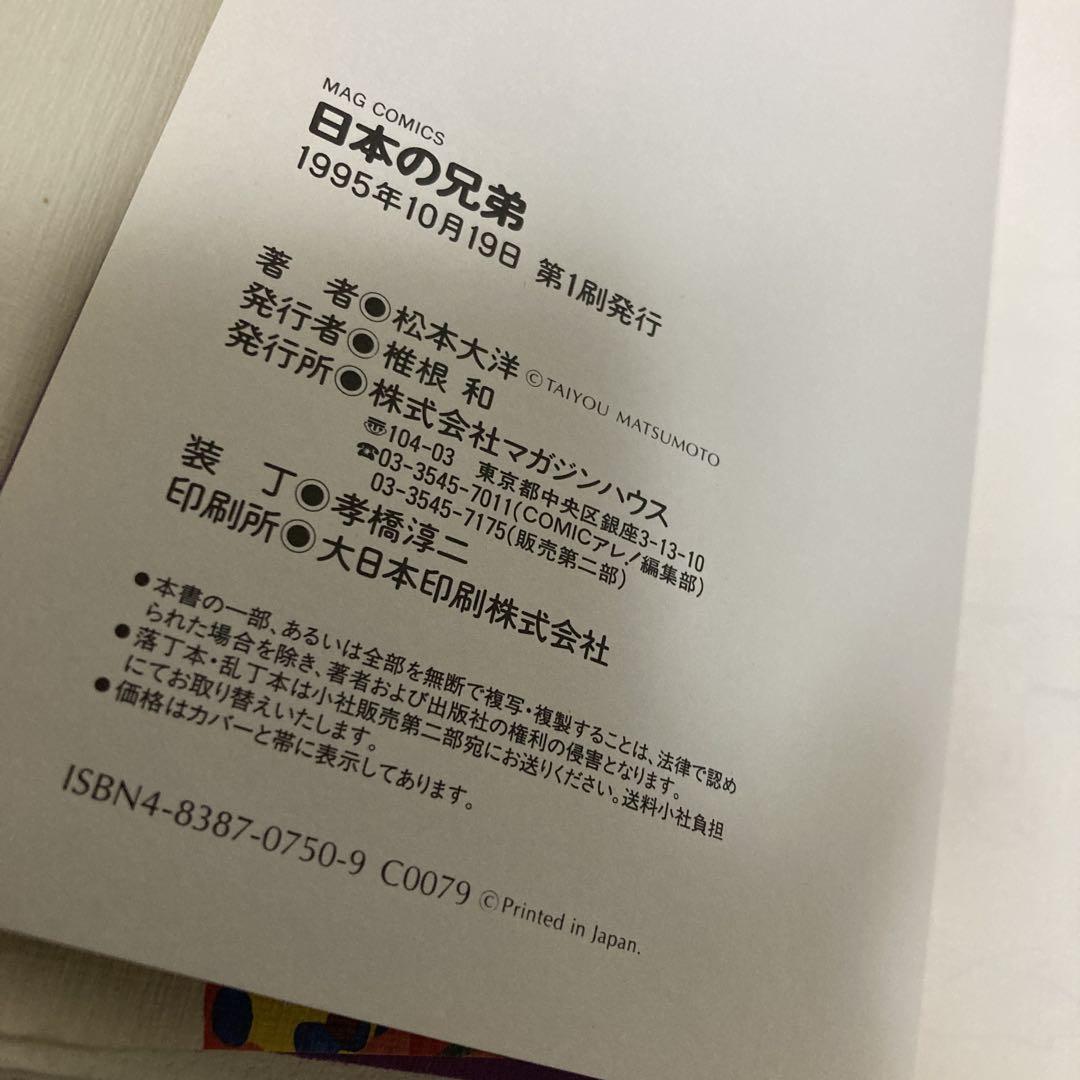 MAG COMICS
日本の兄弟
1995年10月19日 第1刷発行
著 者◉松本大洋 ©TAIYOU MATSUMOTO
発行者◉椎根 和
発行所◉株式会社マガジンハウス
〠104-03 東京都中央区銀座3-13-10
☎03-3545-7011(COMICアレ!編集部)
03-3545-7175(販売第二部)
装 丁◉孝橋淳二
印刷所◉大日本印刷株式会社
●本書の一部、あるいは全部を無断で複写・複製することは、法律で認め
られた場合を除き、著者および出版社の権利の侵害となります。
●落丁本・乱丁本は小社販売第二部宛にお送りください。送料小社負担
にてお取り替えいたします。
●価格はカバーと帯に表示してあります。
ISBN4-8387-0750-9 C0079 ©Printed in Japan.